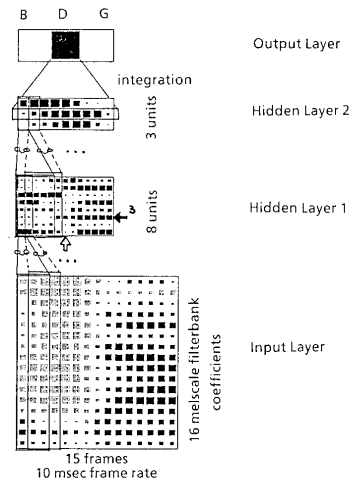 B D G
Output Layer
integration
3 units
Hidden Layer 2
3
8 units
Hidden Layer 1
16 melscale filterbank
coefficients
Input Layer
15 frames
10 msec frame rate